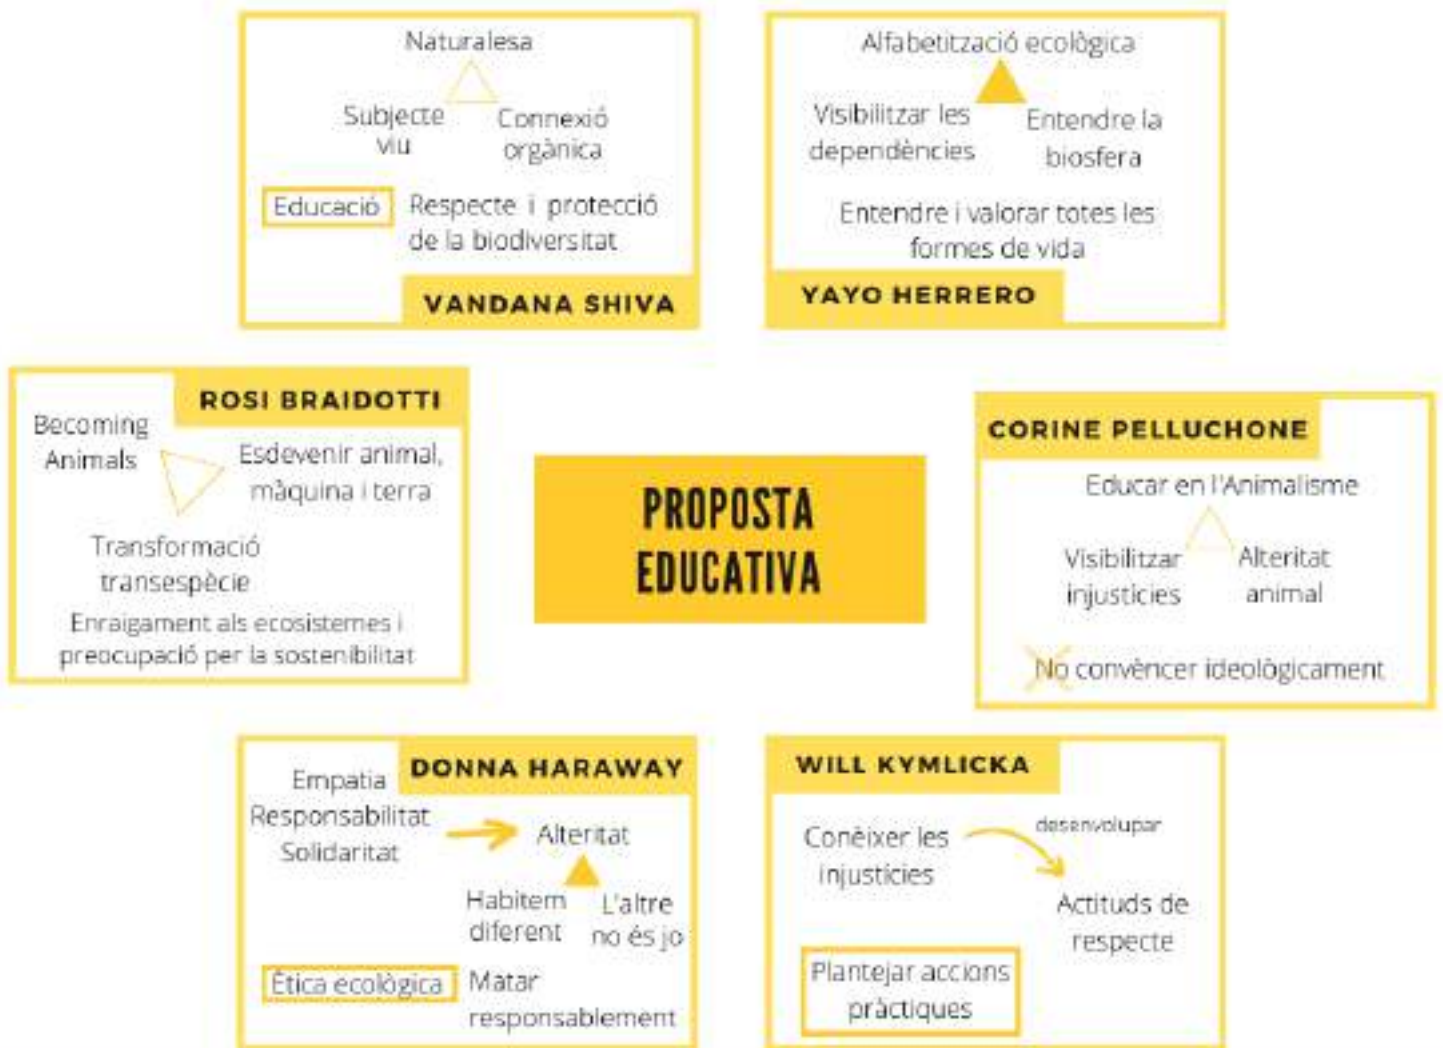 Naturalesa
Subjecte
viu
Connexió
orgànica
Educació
Respecte i protecció
de la biodiversitat
VANDANA SHIVA
Alfabetització ecològica
Visibilitzar les
dependències
Entendre la
biosfera
Entendre i valorar totes les
formes de vida
YAYO HERRERO
ROSI BRAIDOTTI
Becoming
Animals
Esdevenir animal,
màquina i terra
Transformació
transespècie
Enraigament als ecosistemes i
preocupació per la sostenibilitat
PROPOSTA
EDUCATIVA
CORINE PELLUCHONE
Educar en l'Animalisme
Visibilitzar
injustícies
Alteritat
animal
No convèncer ideològicament
DONNA HARAWAY
Empatia
Responsabilitat
Solidaritat
Alteritat
Habitem
diferent
L'altre
no és jo
Ètica ecològica
Matar
responsablement
WILL KYMLICKA
Conèixer les
injustícies
desenvolupar
Actituds de
respecte
Plantejar accions
pràctiques